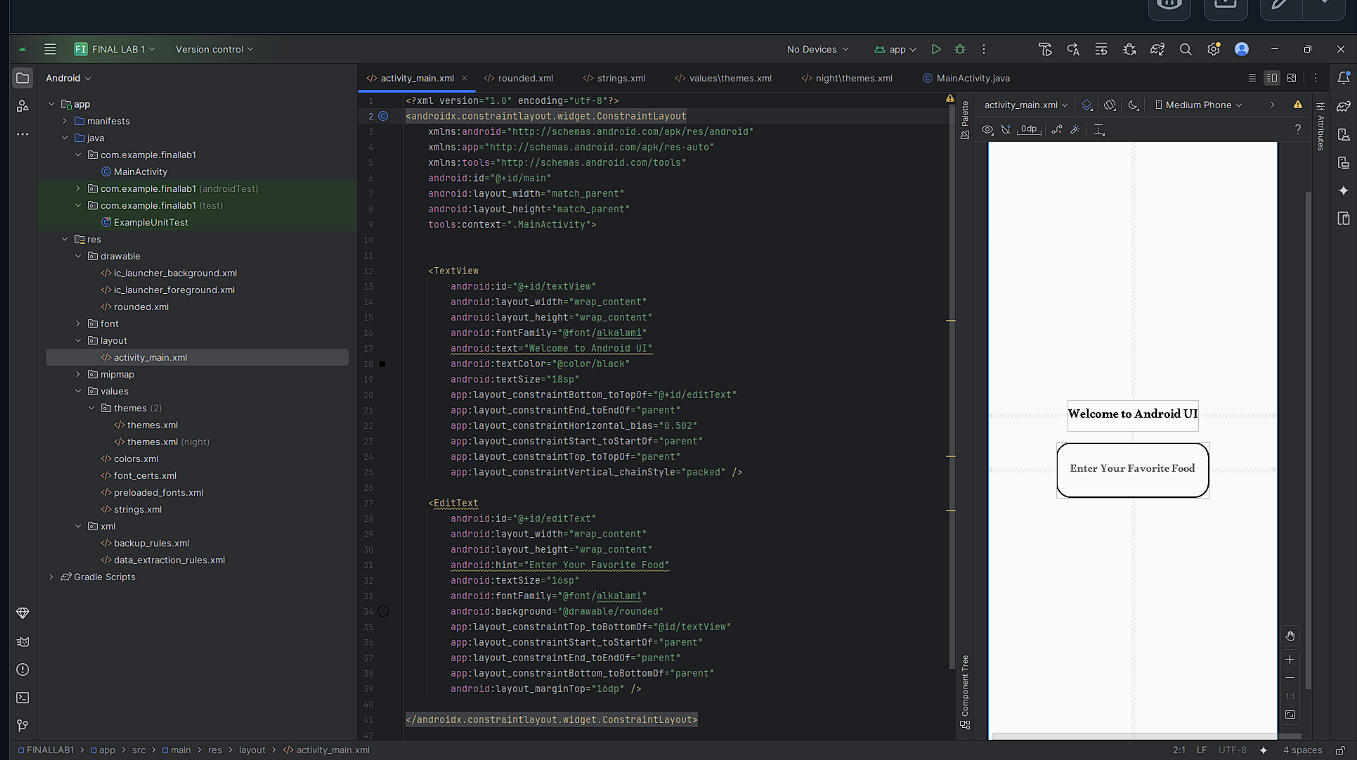 FI FINAL LAB 1 Version control No Devices app
Android
activity_main.xml rounded.xml strings.xml values\themes.xml night\themes.xml MainActivity.java
app
manifests
java
com.example.finallab1
MainActivity
com.example.finallab1 (androidTest)
com.example.finallab1 (test)
ExampleUnitTest
res
drawable
ic_launcher_background.xml
ic_launcher_foreground.xml
rounded.xml
font
layout
activity_main.xml
mipmap
values
themes (2)
themes.xml
themes.xml (night)
colors.xml
font_certs.xml
preloaded_fonts.xml
strings.xml
xml
backup_rules.xml
data_extraction_rules.xml
Gradle Scripts
1 <?xml version="1.0" encoding="utf-8"?>
2 <androidx.constraintlayout.widget.ConstraintLayout
3 xmlns:android="http://schemas.android.com/apk/res/android"
4 xmlns:app="http://schemas.android.com/apk/res-auto"
5 xmlns:tools="http://schemas.android.com/tools"
6 android:id="@+id/main"
7 android:layout_width="match_parent"
8 android:layout_height="match_parent"
9 tools:context=".MainActivity">
10
11
12 <TextView
13 android:id="@+id/textView"
14 android:layout_width="wrap_content"
15 android:layout_height="wrap_content"
16 android:fontFamily="@font/alkalami"
17 android:text="Welcome to Android UI"
18 android:textColor="@color/black"
19 android:textSize="18sp"
20 app:layout_constraintBottom_toTopOf="@+id/editText"
21 app:layout_constraintEnd_toEndOf="parent"
22 app:layout_constraintHorizontal_bias="0.502"
23 app:layout_constraintStart_toStartOf="parent"
24 app:layout_constraintTop_toTopOf="parent"
25 app:layout_constraintVertical_chainStyle="packed" />
26
27 <EditText
28 android:id="@+id/editText"
29 android:layout_width="wrap_content"
30 android:layout_height="wrap_content"
31 android:hint="Enter Your Favorite Food"
32 android:textSize="16sp"
33 android:fontFamily="@font/alkalami"
34 android:background="@drawable/rounded"
35 app:layout_constraintTop_toBottomOf="@id/textView"
36 app:layout_constraintStart_toStartOf="parent"
37 app:layout_constraintEnd_toEndOf="parent"
38 app:layout_constraintBottom_toBottomOf="parent"
39 android:layout_marginTop="16dp" />
40
41 </androidx.constraintlayout.widget.ConstraintLayout>
42
Palette
Component Tree
activity_main.xml Medium Phone
0dp ?
Attributes
Welcome to Android UI
Enter Your Favorite Food
1:1
FINALLAB1 > app > src > main > res > layout > activity_main.xml
2:1 LF UTF-8 4 spaces